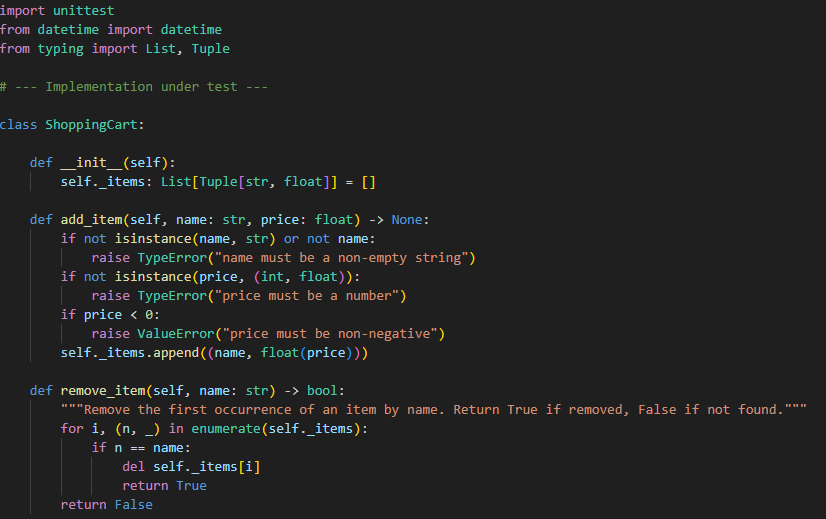 import unittest
from datetime import datetime
from typing import List, Tuple

# --- Implementation under test ---

class ShoppingCart:

    def __init__(self):
        self._items: List[Tuple[str, float]] = []

    def add_item(self, name: str, price: float) -> None:
        if not isinstance(name, str) or not name:
            raise TypeError("name must be a non-empty string")
        if not isinstance(price, (int, float)):
            raise TypeError("price must be a number")
        if price < 0:
            raise ValueError("price must be non-negative")
        self._items.append((name, float(price)))

    def remove_item(self, name: str) -> bool:
        """Remove the first occurrence of an item by name. Return True if removed, False if not found."""
        for i, (n, _) in enumerate(self._items):
            if n == name:
                del self._items[i]
                return True
        return False